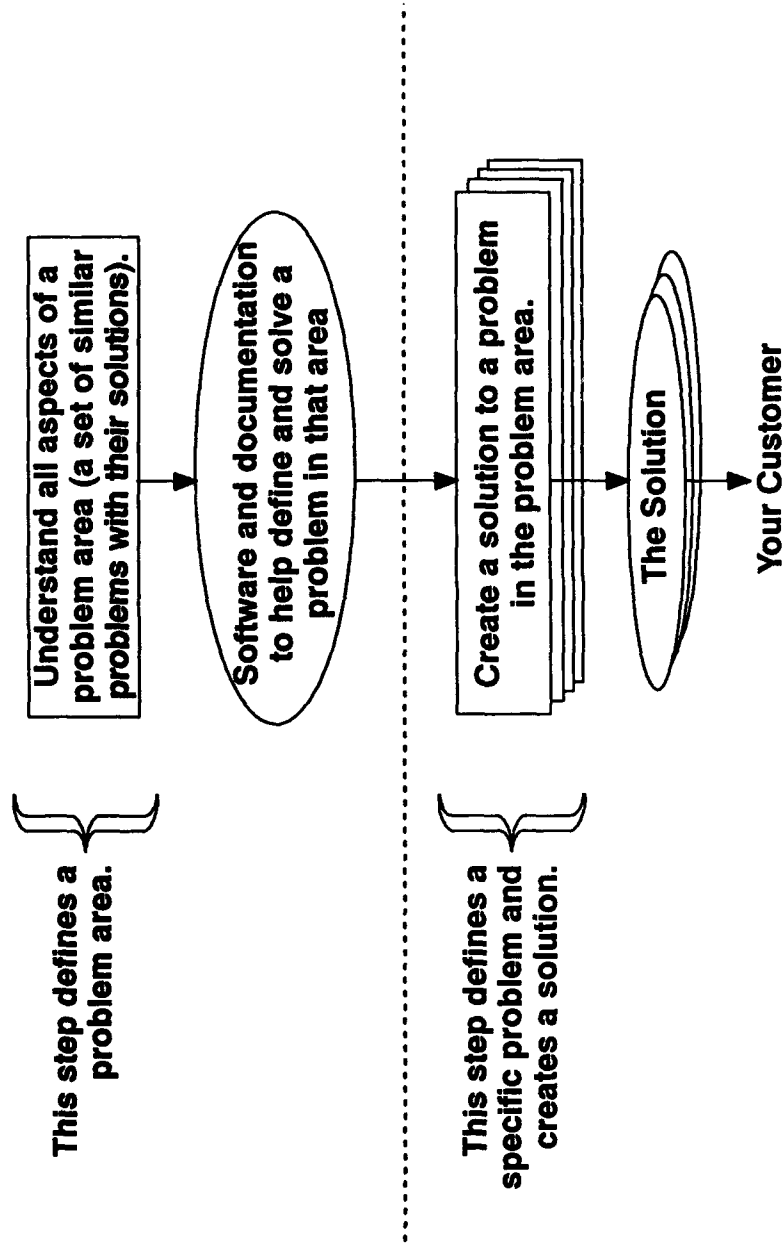 This step defines a
problem area.
Understand all aspects of a
problem area (a set of similar
problems with their solutions).
Software and documentation
to help define and solve a
problem in that area
This step defines a
specific problem and
creates a solution.
Create a solution to a problem
in the problem area.
The Solution
Your Customer